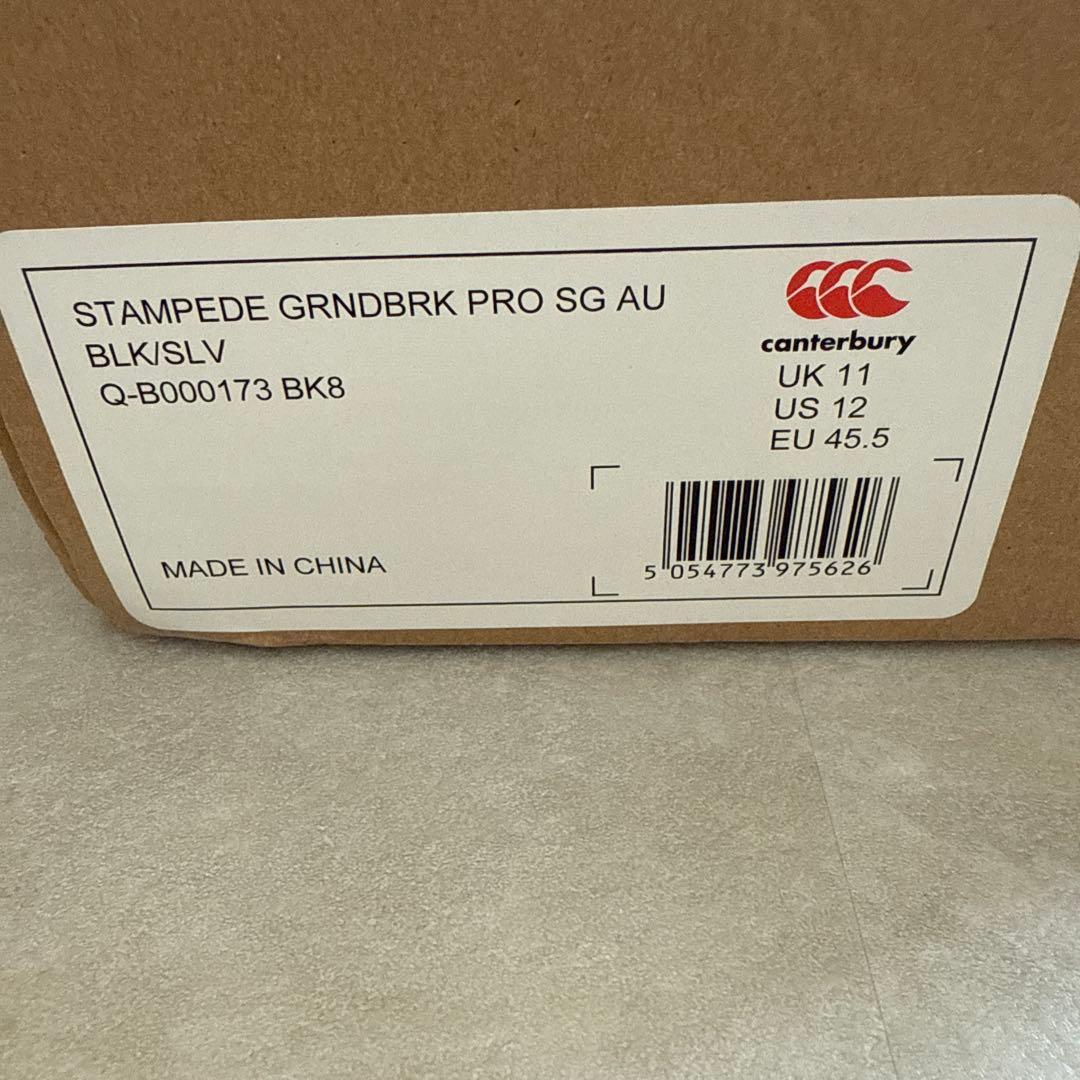 STAMPEDE GRNDBRK PRO SG AU
BLK/SLV
Q-B000173 BK8
canterbury
UK 11
US 12
EU 45.5
MADE IN CHINA
5 054773 975626